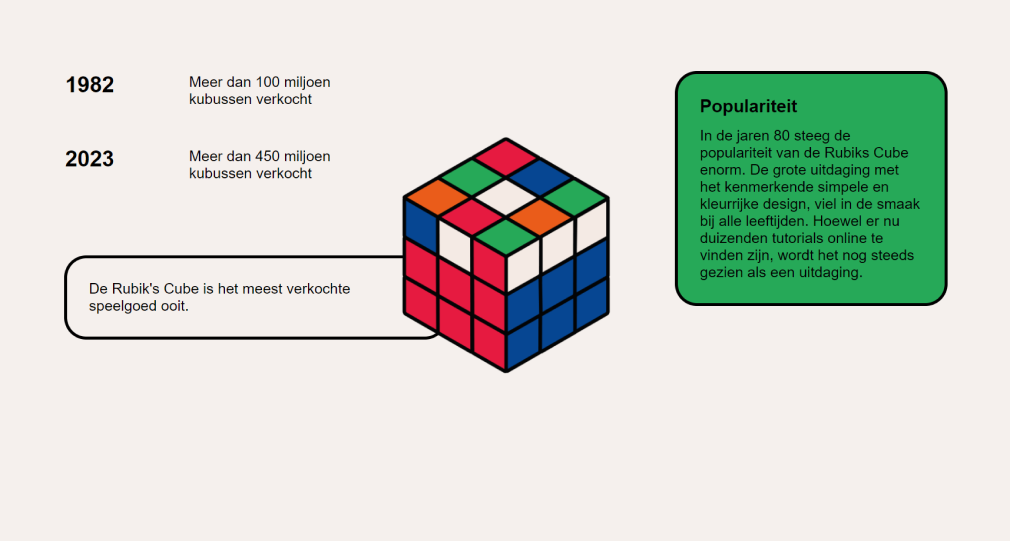 1982
Meer dan 100 miljoen
kubussen verkocht
2023
Meer dan 450 miljoen
kubussen verkocht
De Rubik's Cube is het meest verkochte
speelgoed ooit.
Populariteit
In de jaren 80 steeg de
populariteit van de Rubiks Cube
enorm. De grote uitdaging met
het kenmerkende simpele en
kleurrijke design, viel in de smaak
bij alle leeftijden. Hoewel er nu
duizenden tutorials online te
vinden zijn, wordt het nog steeds
gezien als een uitdaging.